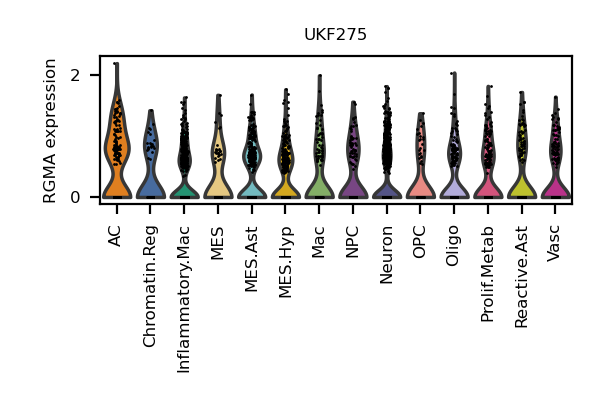 UKF275
RGMA expression
2
0
AC
Chromatin.Reg
Inflammatory.Mac
MES
MES.Ast
MES.Hyp
Mac
NPC
Neuron
OPC
Oligo
Prolif.Metab
Reactive.Ast
Vasc